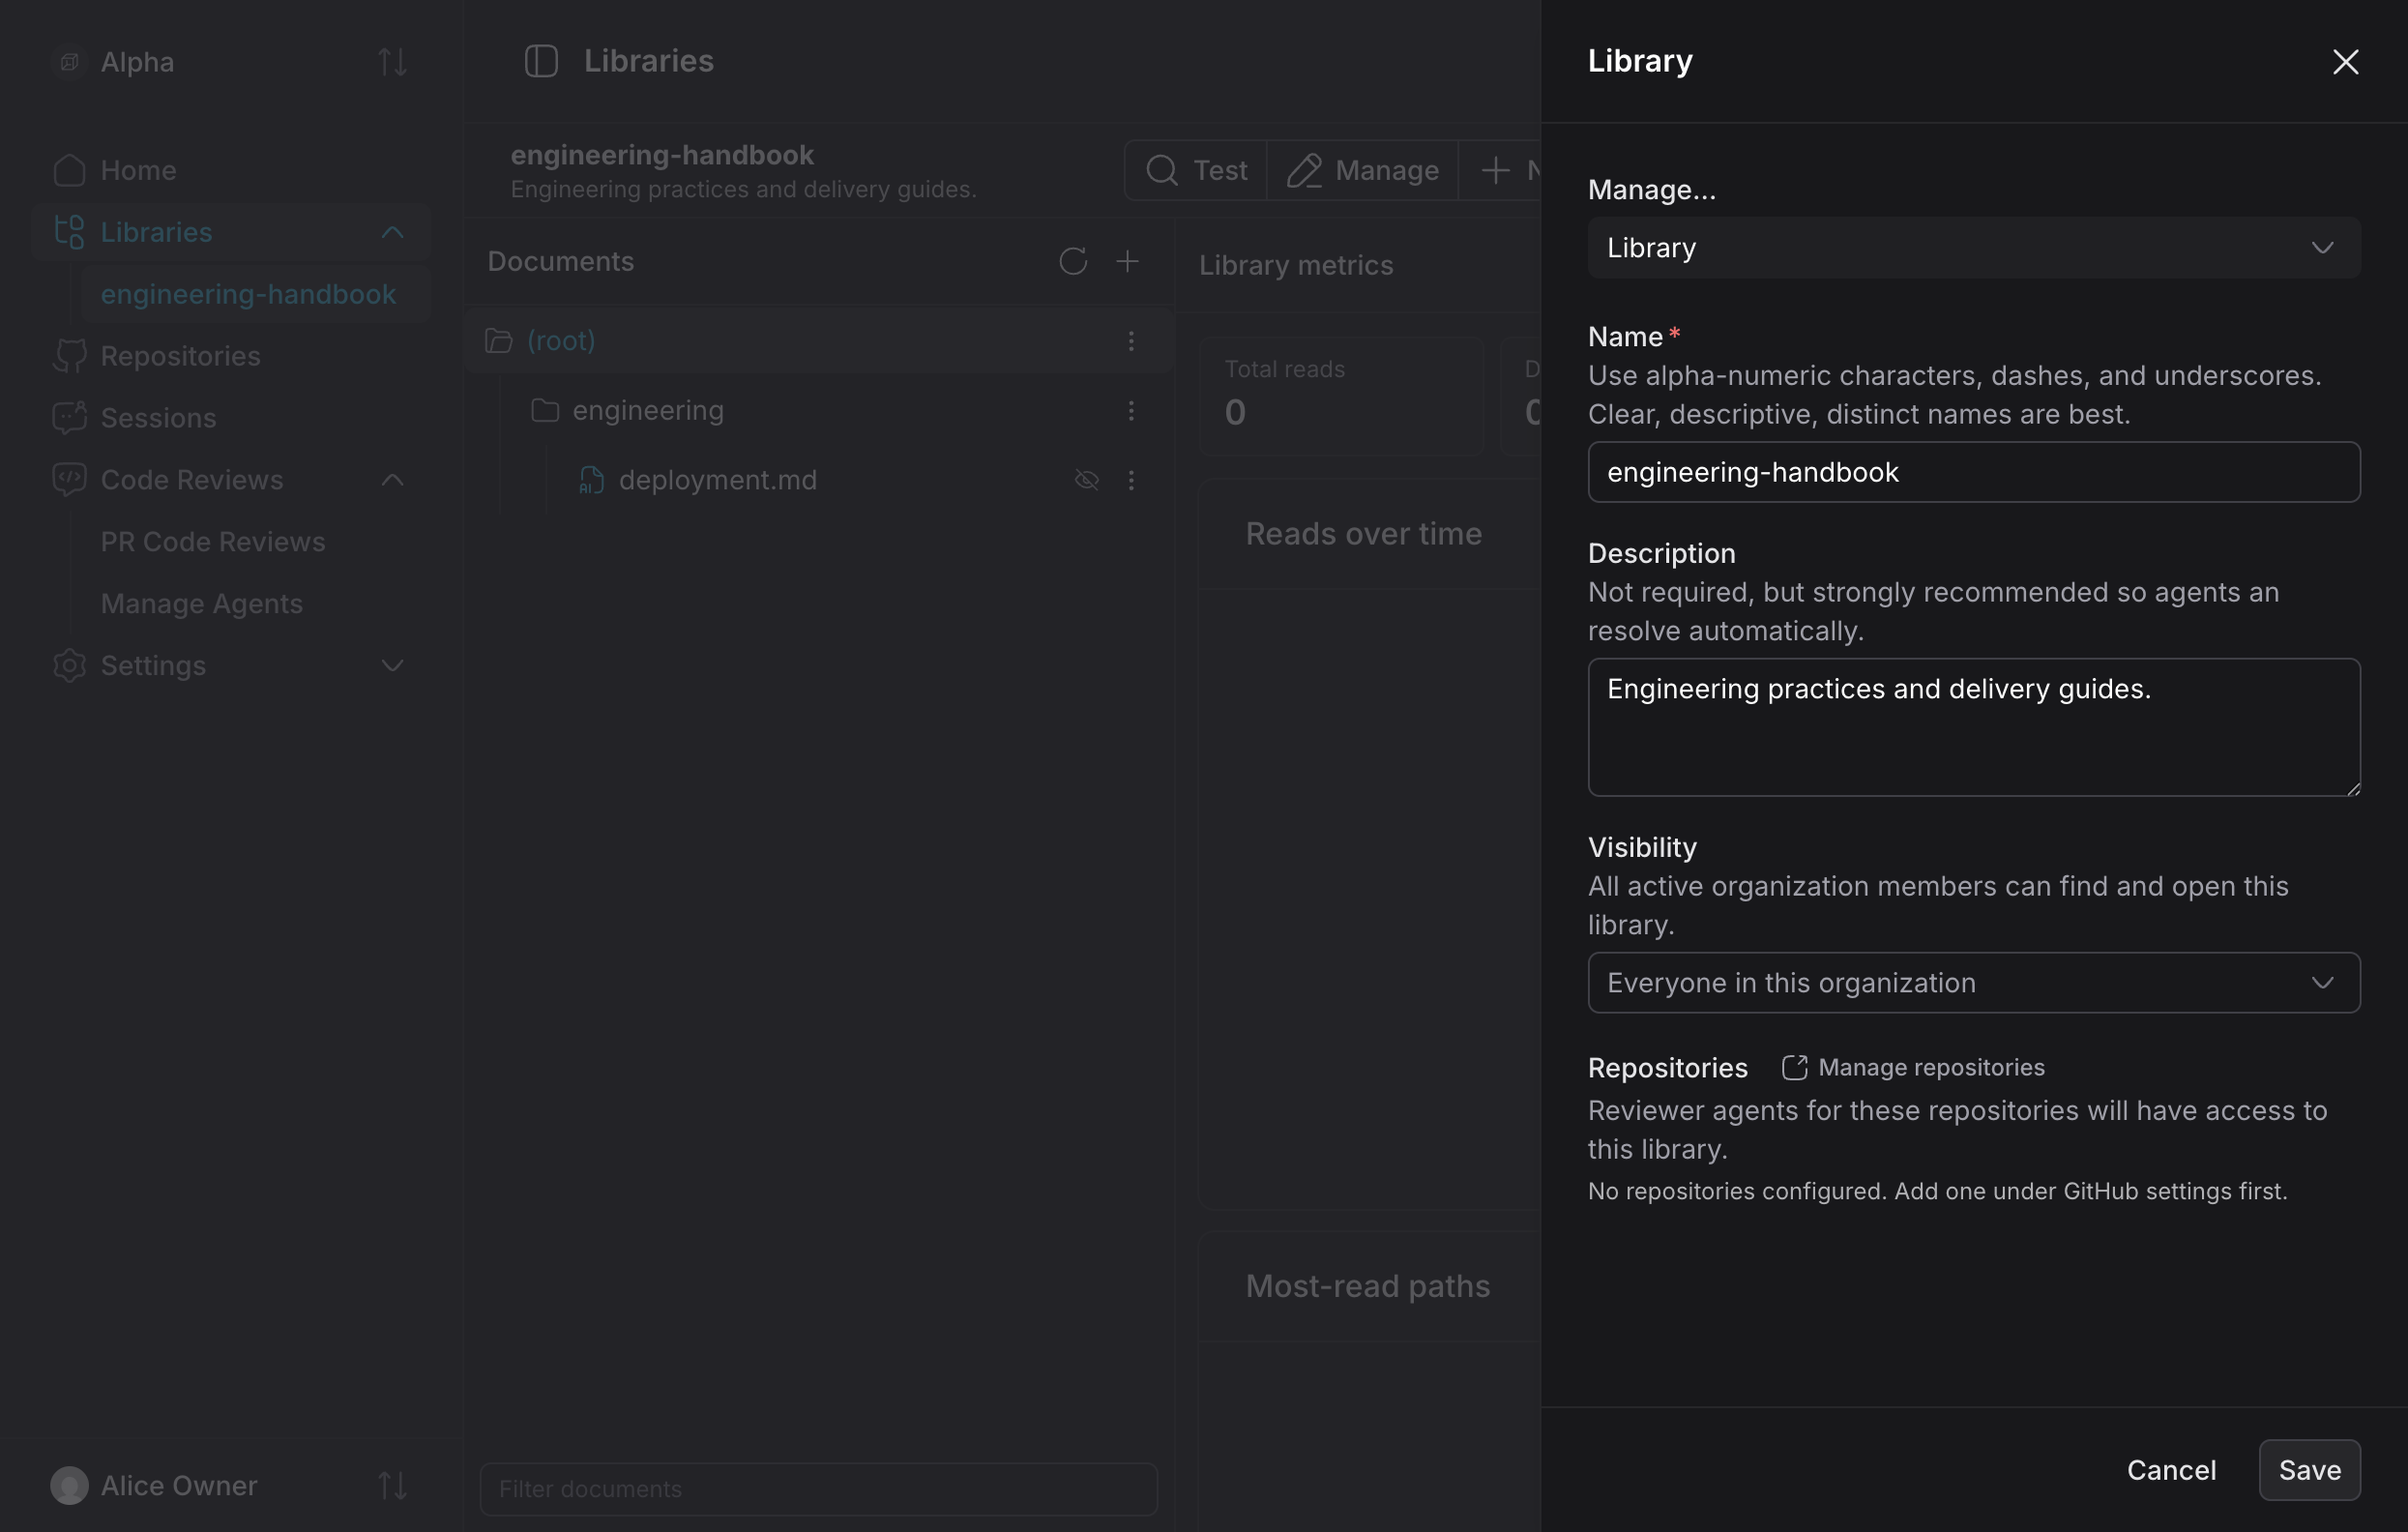 Alpha
Home
Libraries
engineering-handbook
Repositories
Sessions
Code Reviews
PR Code Reviews
Manage Agents
Settings
Alice Owner
Libraries
engineering-handbook
Engineering practices and delivery guides.
Test
Manage
Documents
(root)
engineering
AI
deployment.md
Filter documents
Library metrics
Total reads
0
Reads over time
Most-read paths
Library
Manage...
Library
Name *
Use alpha-numeric characters, dashes, and underscores.
Clear, descriptive, distinct names are best.
engineering-handbook
Description
Not required, but strongly recommended so agents an
resolve automatically.
Engineering practices and delivery guides.
Visibility
All active organization members can find and open this
library.
Everyone in this organization
Repositories
Manage repositories
Reviewer agents for these repositories will have access to
this library.
No repositories configured. Add one under GitHub settings first.
Cancel
Save